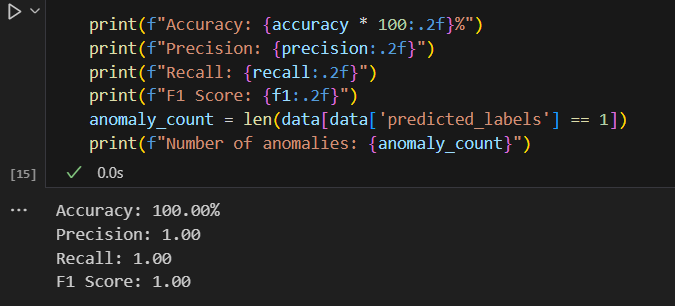 print(f"Accuracy: {accuracy * 100:.2f}%")
print(f"Precision: {precision:.2f}")
print(f"Recall: {recall:.2f}")
print(f"F1 Score: {f1:.2f}")
anomaly_count = len(data[data['predicted_labels'] == 1])
print(f"Number of anomalies: {anomaly_count}")
[15] 0.0s
... Accuracy: 100.00%
Precision: 1.00
Recall: 1.00
F1 Score: 1.00